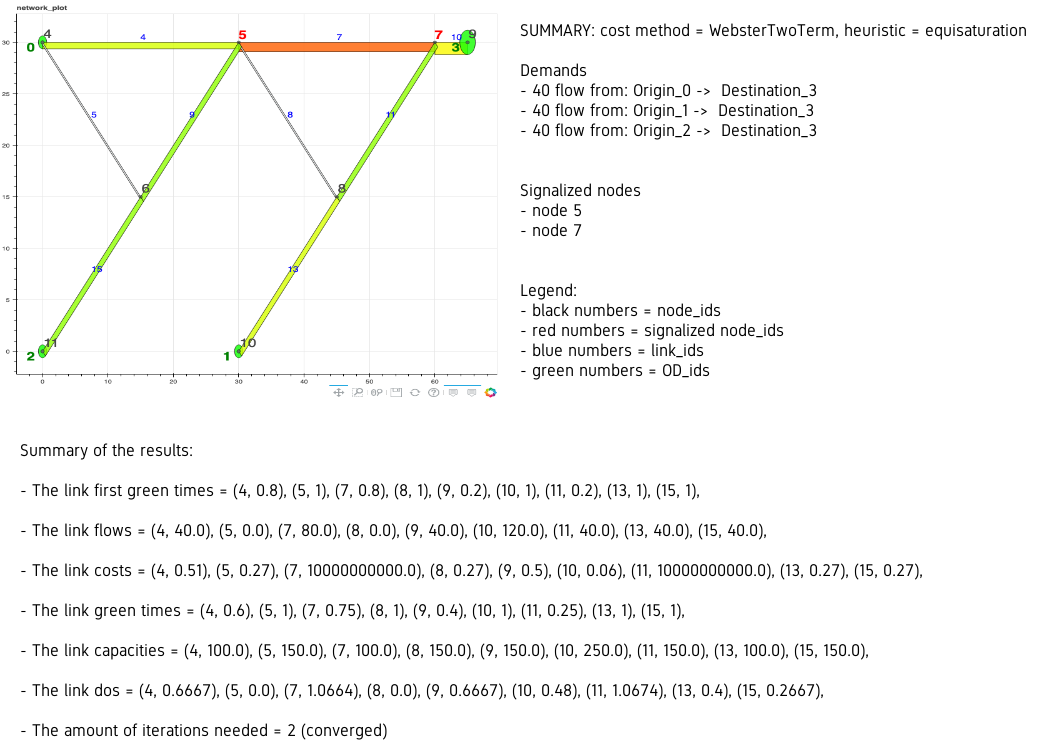 network_plot
SUMMARY: cost method = WebsterTwoTerm, heuristic = equisaturation
Demands
- 40 flow from: Origin_0 -> Destination_3
- 40 flow from: Origin_1 -> Destination_3
- 40 flow from: Origin_2 -> Destination_3
Signalized nodes
- node 5
- node 7
Legend:
- black numbers = node_ids
- red numbers = signalized node_ids
- blue numbers = link_ids
- green numbers = OD_ids
30
25
20
15
10
5
0
0
10
20
30
40
50
60
4
0
4
5
7
7
10
3
9
5
9
8
11
6
8
15
13
11
2
10
1
Summary of the results:
- The link first green times = (4, 0.8), (5, 1), (7, 0.8), (8, 1), (9, 0.2), (10, 1), (11, 0.2), (13, 1), (15, 1),
- The link flows = (4, 40.0), (5, 0.0), (7, 80.0), (8, 0.0), (9, 40.0), (10, 120.0), (11, 40.0), (13, 40.0), (15, 40.0),
- The link costs = (4, 0.51), (5, 0.27), (7, 10000000000.0), (8, 0.27), (9, 0.5), (10, 0.06), (11, 10000000000.0), (13, 0.27), (15, 0.27),
- The link green times = (4, 0.6), (5, 1), (7, 0.75), (8, 1), (9, 0.4), (10, 1), (11, 0.25), (13, 1), (15, 1),
- The link capacities = (4, 100.0), (5, 150.0), (7, 100.0), (8, 150.0), (9, 150.0), (10, 250.0), (11, 150.0), (13, 100.0), (15, 150.0),
- The link dos = (4, 0.6667), (5, 0.0), (7, 1.0664), (8, 0.0), (9, 0.6667), (10, 0.48), (11, 1.0674), (13, 0.4), (15, 0.2667),
- The amount of iterations needed = 2 (converged)